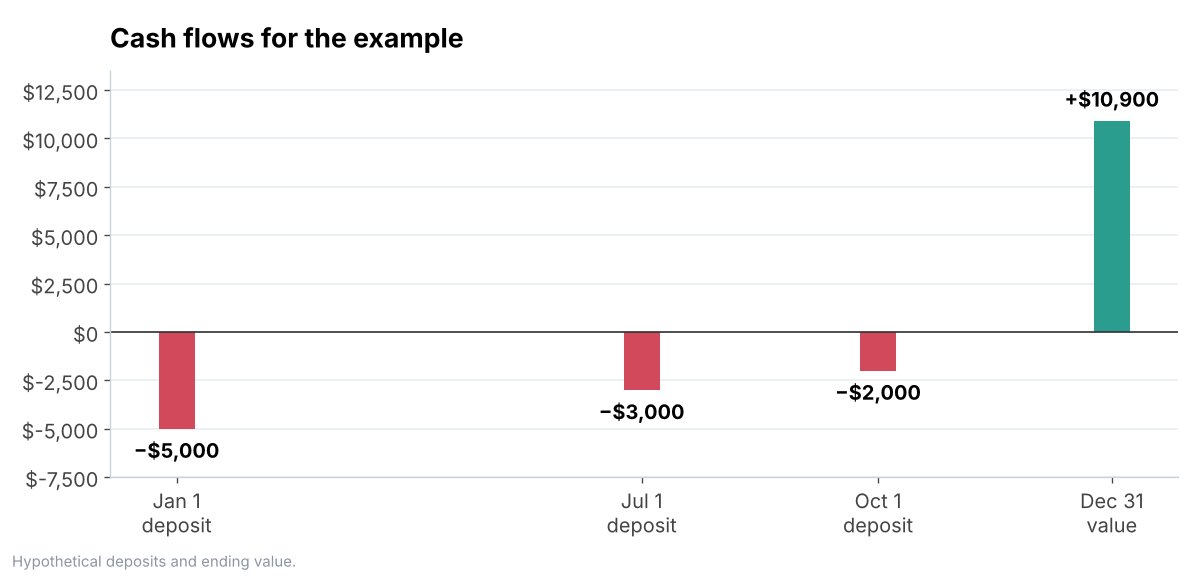 Cash flows for the example
$12,500
$10,000
$7,500
$5,000
$2,500
$0
$-2,500
$-5,000
$-7,500
+$10,900
−$3,000
−$2,000
−$5,000
Jan 1
deposit
Jul 1
deposit
Oct 1
deposit
Dec 31
value
Hypothetical deposits and ending value.